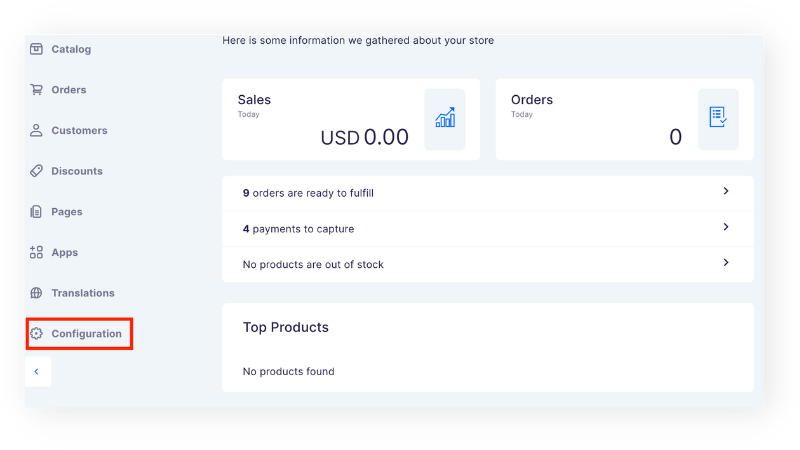 Catalog
Orders
Customers
Discounts
Pages
Apps
Translations
Configuration
Here is some information we gathered about your store
Sales
Today
USD 0.00
Orders
Today
0
9 orders are ready to fulfill
4 payments to capture
No products are out of stock
Top Products
No products found